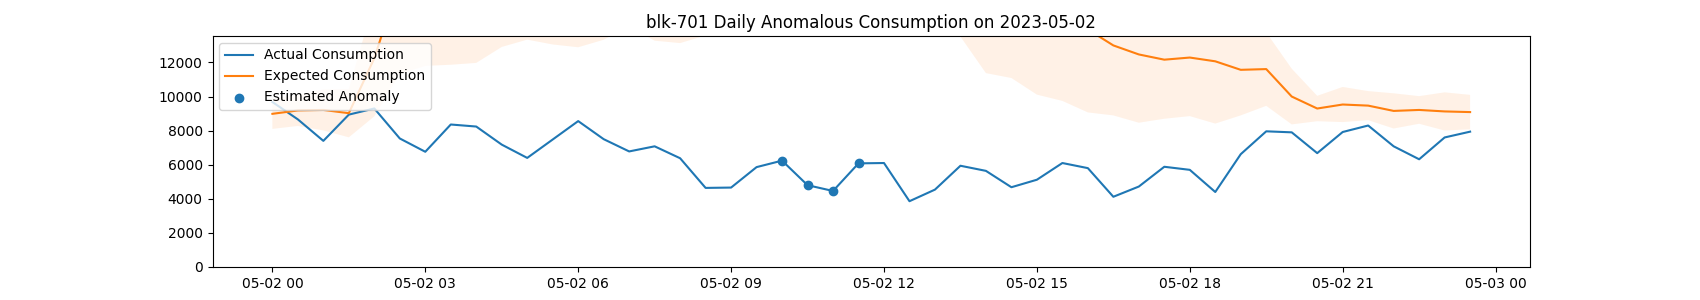 blk-701 Daily Anomalous Consumption on 2023-05-02
Actual Consumption
Expected Consumption
Estimated Anomaly
12000
10000
8000
6000
4000
2000
0
05-02 00 05-02 03 05-02 06 05-02 09 05-02 12 05-02 15 05-02 18 05-02 21 05-03 00